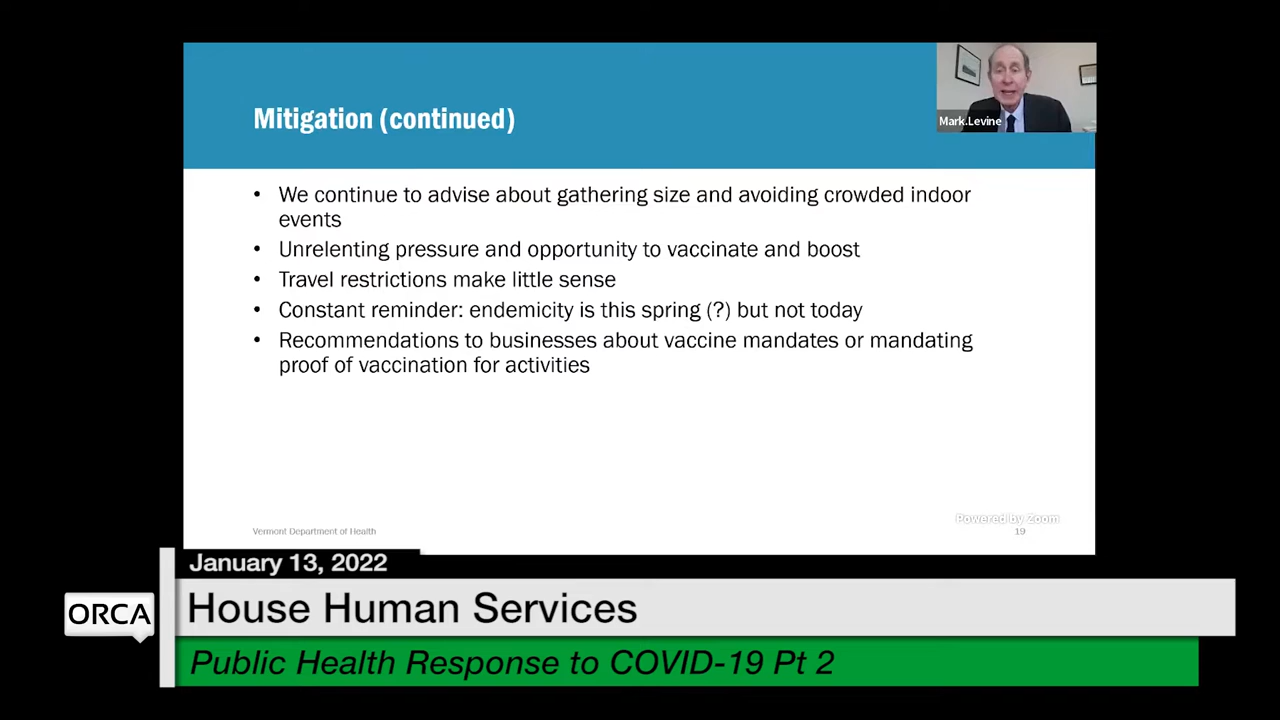 Mitigation (continued)
Mark Levine
• We continue to advise about gathering size and avoiding crowded indoor
events
• Unrelenting pressure and opportunity to vaccinate and boost
• Travel restrictions make little sense
• Constant reminder: endemicity is this spring (?) but not today
• Recommendations to businesses about vaccine mandates or mandating
proof of vaccination for activities
Powered by Zoom
Vermont Department of Health
19
January 13, 2022
ORCA
House Human Services
Public Health Response to COVID-19 Pt 2